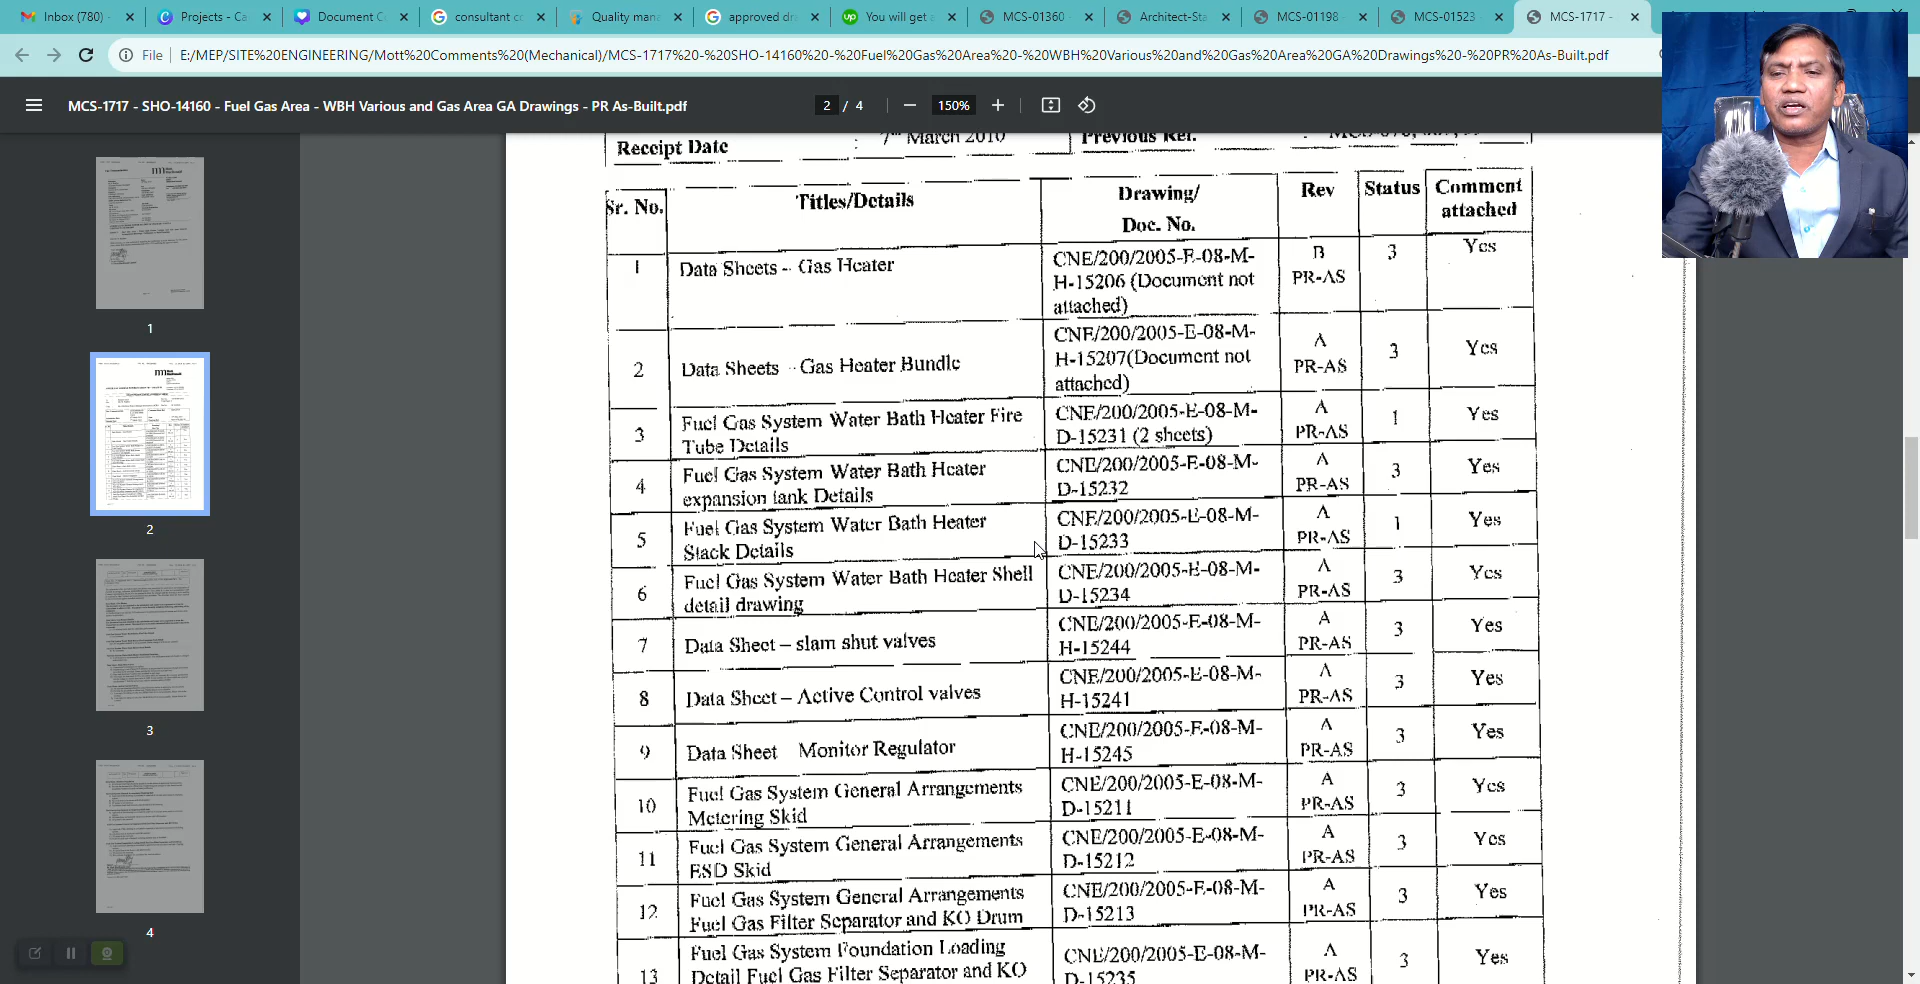 Inbox (780) -
Projects - Ca
Document C
consultant c
Quality mana
approved dr
You will get a
MCS-01360
Architect-Sta
MCS-01198 -
MCS-01523
MCS-1717 -
File
E:/MEP/SITE%20ENGINEERING/Mott%20Comments%20(Mechanical)/MCS-1717%20-%20SHO-14160%20-%20Fuel%20Gas%20Area%20-%20WBH%20Various%20and%20Gas%20Area%20GA%20Drawings%20-%20PR%20As-Built.pdf
MCS-1717 - SHO-14160 - Fuel Gas Area - WBH Various and Gas Area GA Drawings - PR As-Built.pdf
2 / 4
150%
1
2
3
4
Receipt Date : 7th March 2010 Previous Ref. :
Sr. No. Titles/Details Drawing/ Doc. No. Rev Status Comment attached
1 Data Sheets - Gas Heater CNE/200/2005-E-08-M-H-15206 (Document not attached) B PR-AS 3 Yes
2 Data Sheets - Gas Heater Bundle CNE/200/2005-E-08-M-H-15207(Document not attached) A PR-AS 3 Yes
3 Fuel Gas System Water Bath Heater Fire Tube Details CNE/200/2005-E-08-M-D-15231 (2 sheets) A PR-AS 1 Yes
4 Fuel Gas System Water Bath Heater expansion tank Details CNE/200/2005-E-08-M-D-15232 A PR-AS 3 Yes
5 Fuel Gas System Water Bath Heater Stack Details CNE/200/2005-E-08-M-D-15233 A PR-AS 1 Yes
6 Fuel Gas System Water Bath Heater Shell detail drawing CNE/200/2005-E-08-M-D-15234 A PR-AS 3 Yes
7 Data Sheet – slam shut valves CNE/200/2005-E-08-M-H-15244 A PR-AS 3 Yes
8 Data Sheet – Active Control valves CNE/200/2005-E-08-M-H-15241 A PR-AS 3 Yes
9 Data Sheet Monitor Regulator CNE/200/2005-E-08-M-H-15245 A PR-AS 3 Yes
10 Fuel Gas System General Arrangements Metering Skid CNE/200/2005-E-08-M-D-15211 A PR-AS 3 Yes
11 Fuel Gas System General Arrangements ESD Skid CNE/200/2005-E-08-M-D-15212 A PR-AS 3 Yes
12 Fuel Gas System General Arrangements Fuel Gas Filter Separator and KO Drum CNE/200/2005-E-08-M-D-15213 A PR-AS 3 Yes
13 Fuel Gas System Foundation Loading Detail Fuel Gas Filter Separator and KO CNE/200/2005-E-08-M-D-15235 A PR-AS 3 Yes